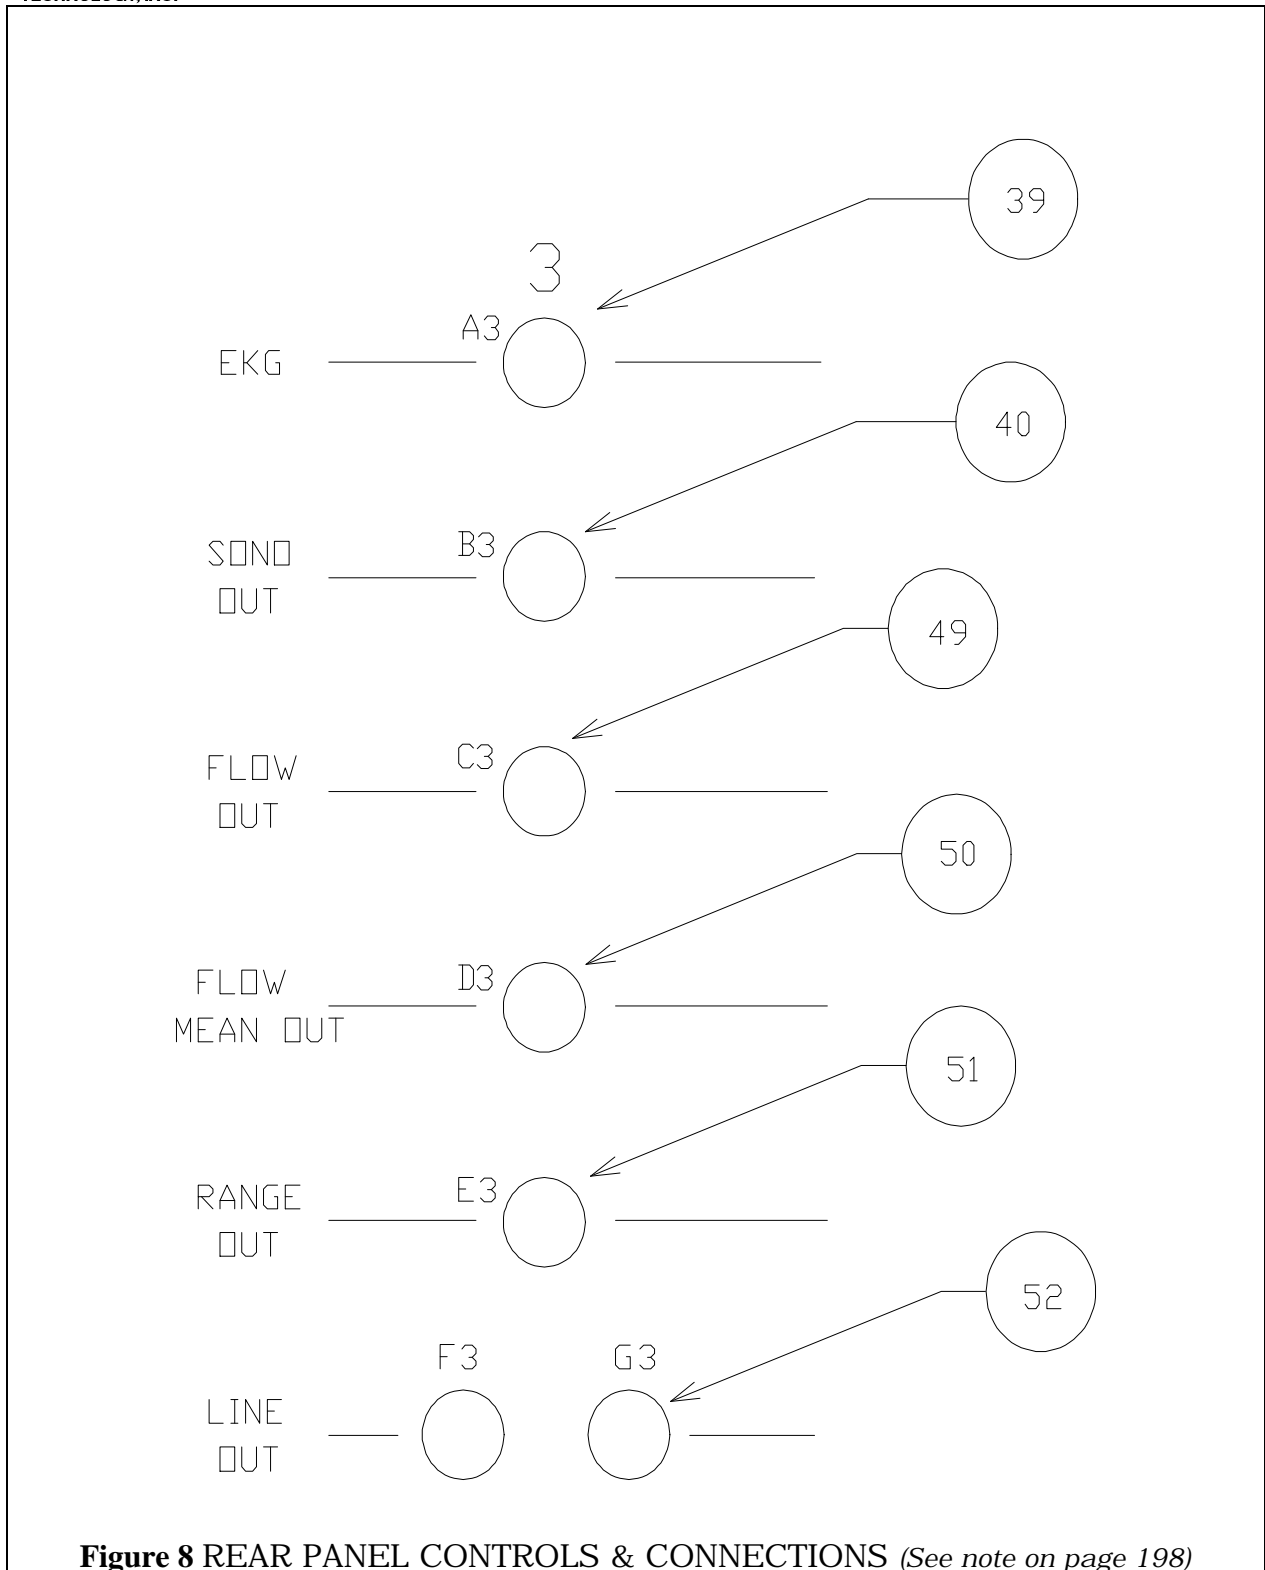 39
3
A3
EKG
40
B3
SONO
OUT
49
C3
FLOW
OUT
50
D3
FLOW
MEAN OUT
51
E3
RANGE
OUT
52
F3 G3
LINE
OUT
Figure 8 REAR PANEL CONTROLS & CONNECTIONS (See note on page 198)